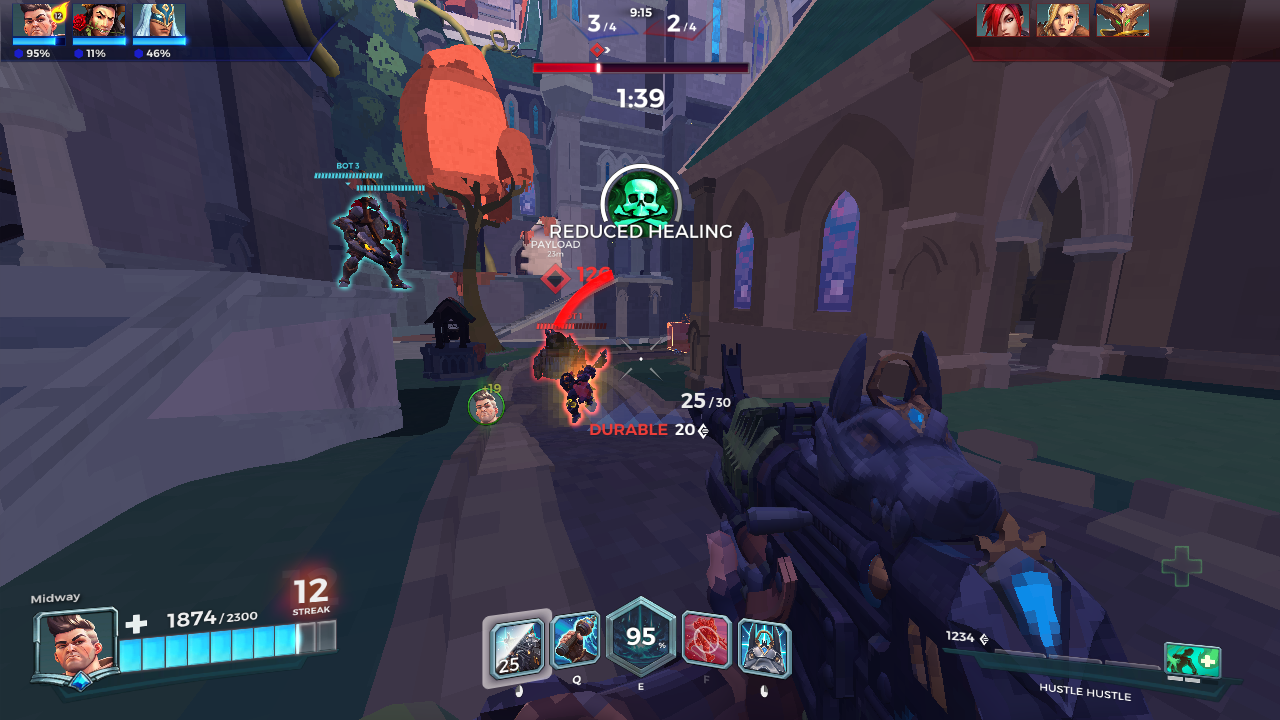 12
95% 11% 46%
9:15
3/4 2/4
1:39
BOT 3
REDUCED HEALING
PAYLOAD
23m
+19
25/30
DURABLE 20
Midway
1874/2300
12
STREAK
25
Q
95%
E
F
1234
HUSTLE HUSTLE